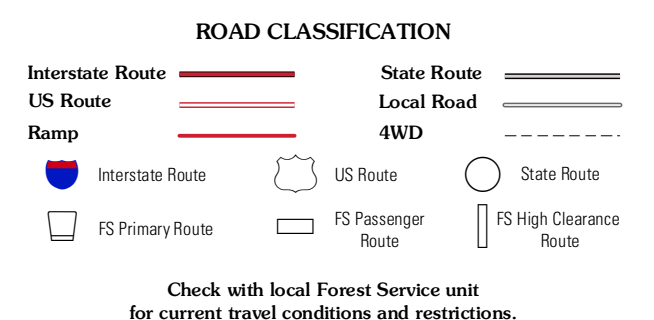 ROAD CLASSIFICATION
Interstate Route
State Route
US Route
Local Road
Ramp
4WD
Interstate Route
US Route
State Route
FS Primary Route
FS Passenger
Route
FS High Clearance
Route
Check with local Forest Service unit
for current travel conditions and restrictions.